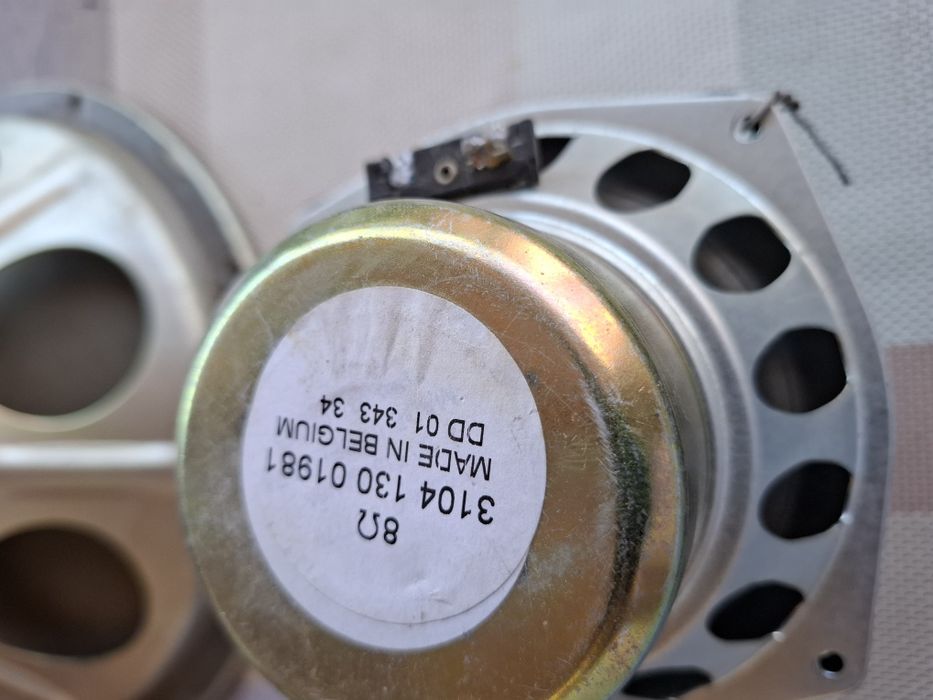 8Ω
3104 130 01981
MADE IN BELGIUM
DD 01 343 34